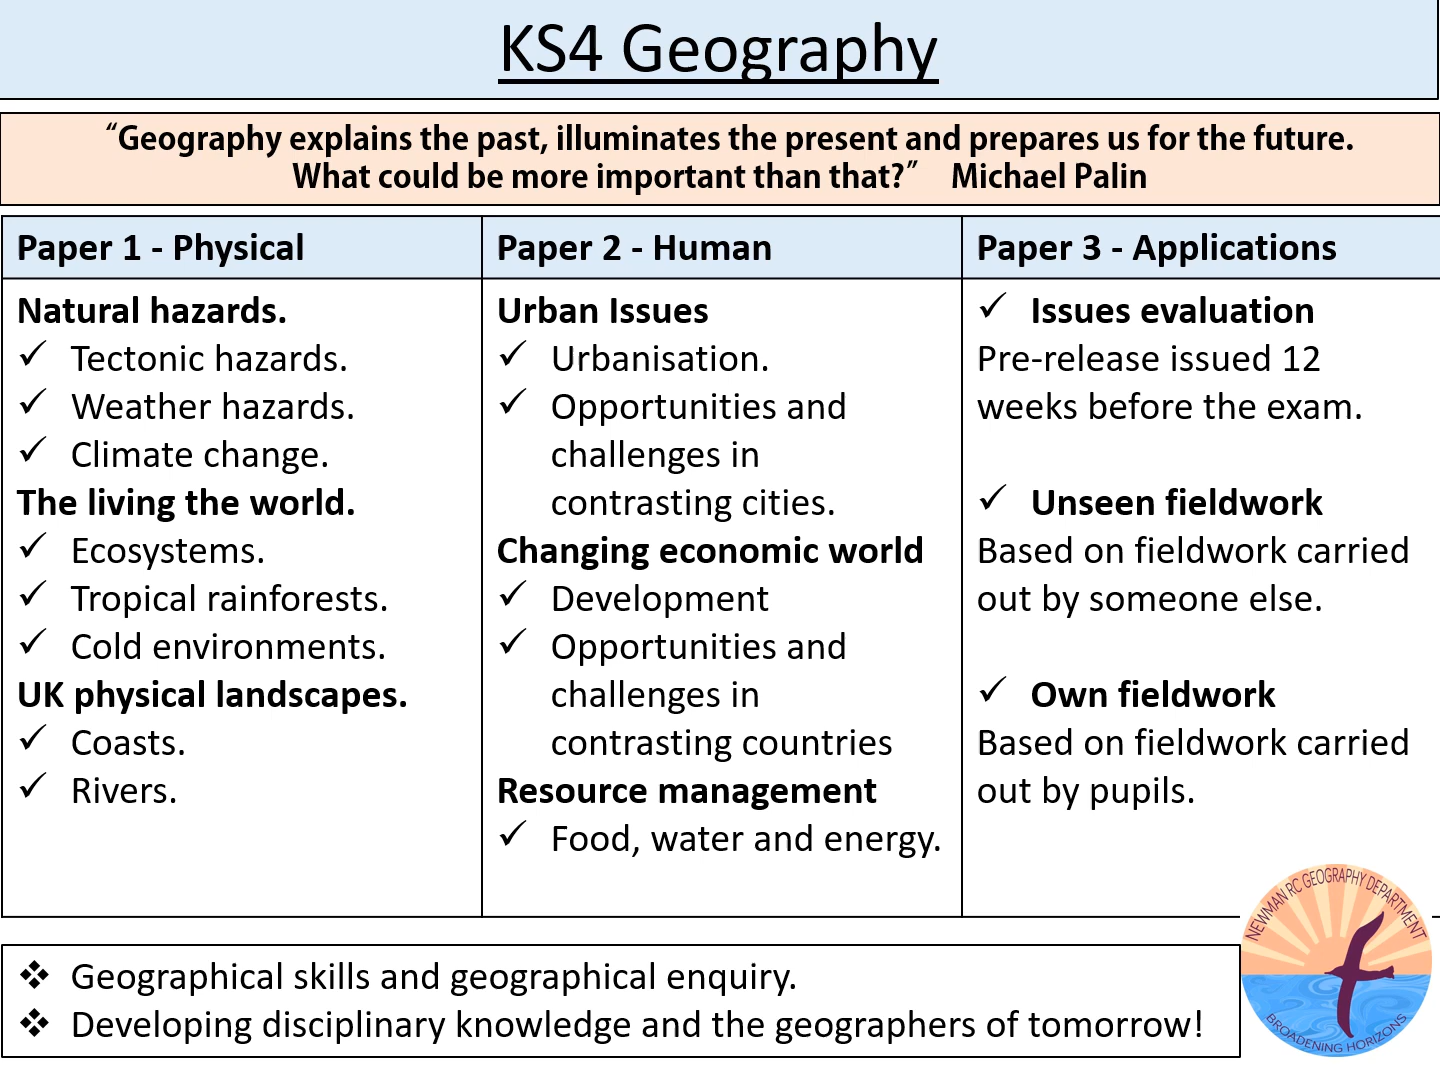 KS4 Geography
“Geography explains the past, illuminates the present and prepares us for the future.
What could be more important than that?” Michael Palin
Paper 1 - Physical
Natural hazards.
✓ Tectonic hazards.
✓ Weather hazards.
✓ Climate change.
The living the world.
✓ Ecosystems.
✓ Tropical rainforests.
✓ Cold environments.
UK physical landscapes.
✓ Coasts.
✓ Rivers.
Paper 2 - Human
Urban Issues
✓ Urbanisation.
✓ Opportunities and
challenges in
contrasting cities.
Changing economic world
✓ Development
✓ Opportunities and
challenges in
contrasting countries
Resource management
✓ Food, water and energy.
Paper 3 - Applications
✓ Issues evaluation
Pre-release issued 12
weeks before the exam.
✓ Unseen fieldwork
Based on fieldwork carried
out by someone else.
✓ Own fieldwork
Based on fieldwork carried
out by pupils.
❖ Geographical skills and geographical enquiry.
❖ Developing disciplinary knowledge and the geographers of tomorrow!
NEWMAN RC GEOGRAPHY DEPARTMENT
BROADENING HORIZONS